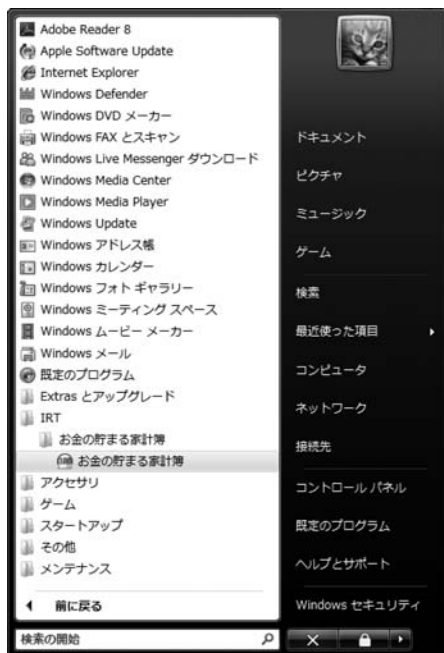 Adobe Reader 8
Apple Software Update
Internet Explorer
Windows Defender
Windows DVD メーカー
Windows FAX とスキャン
Windows Live Messenger ダウンロード
Windows Media Center
Windows Media Player
Windows Update
Windows アドレス帳
Windows カレンダー
Windows フォト ギャラリー
Windows ミーティング スペース
Windows ムービー メーカー
Windows メール
既定のプログラム
Extras とアップグレード
IRT
お金の貯まる家計簿
お金の貯まる家計簿
アクセサリ
ゲーム
スタートアップ
その他
メンテナンス
前に戻る
検索の開始
ドキュメント
ピクチャ
ミュージック
ゲーム
検索
最近使った項目
コンピュータ
ネットワーク
接続先
コントロール パネル
既定のプログラム
ヘルプとサポート
Windows セキュリティ